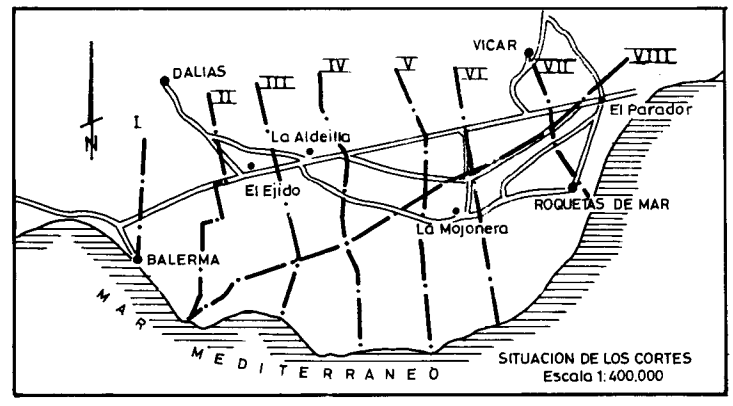 VICAR
VIII
DALIAS
IV
V
III
VI
VII
II
El Parador
I
La Aldeilla
N
El Ejido
ROQUETAS DE MAR
La Mojonera
BALERMA
MAR MEDITERRANEO
SITUACION DE LOS CORTES
Escala 1:400,000